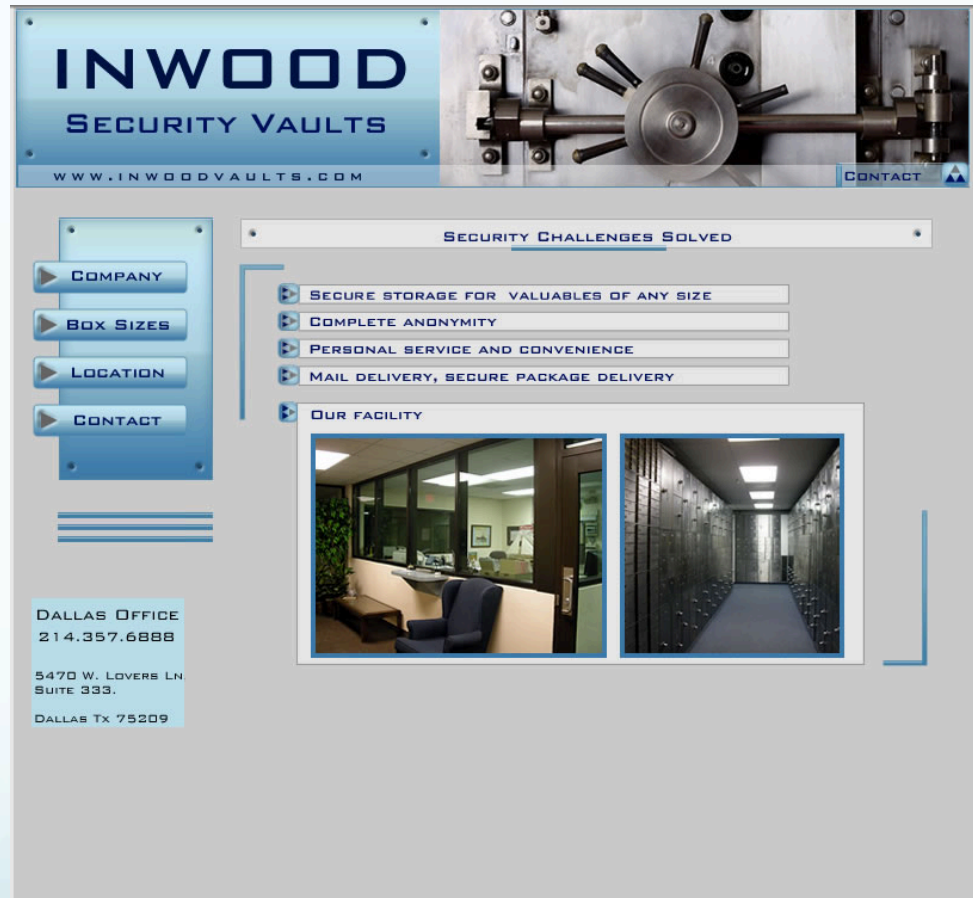 INWOOD
SECURITY VAULTS
WWW.INWOODVAULTS.COM
CONTACT
COMPANY
BOX SIZES
LOCATION
CONTACT
SECURITY CHALLENGES SOLVED
SECURE STORAGE FOR VALUABLES OF ANY SIZE
COMPLETE ANONYMITY
PERSONAL SERVICE AND CONVENIENCE
MAIL DELIVERY, SECURE PACKAGE DELIVERY
OUR FACILITY
DALLAS OFFICE
214.357.6888
5470 W. LOVERS LN.
SUITE 333.
DALLAS TX 75209